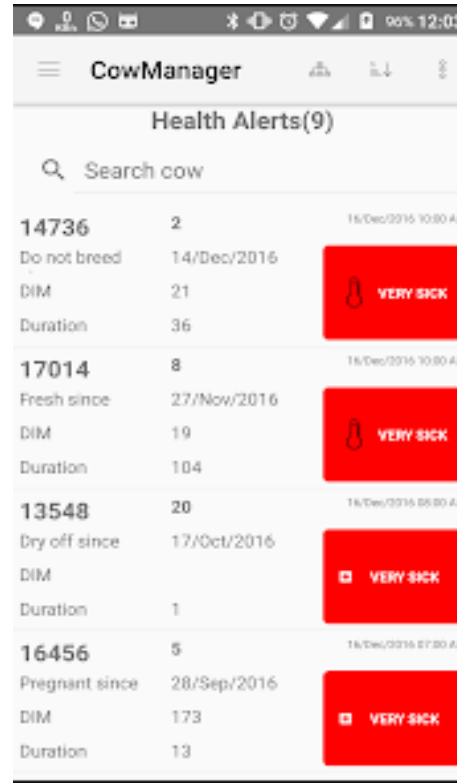 96% 12:03
CowManager
Health Alerts(9)
Search cow
14736 2 16/Dec/2016 10:00 A
Do not breed 14/Dec/2016
VERY SICK
DIM 21
Duration 36
17014 8 16/Dec/2016 10:00 A
Fresh since 27/Nov/2016
VERY SICK
DIM 19
Duration 104
13548 20 16/Dec/2016 08:00 A
Dry off since 17/Oct/2016
VERY SICK
DIM
Duration 1
16456 5 16/Dec/2016 07:00 A
Pregnant since 28/Sep/2016
VERY SICK
DIM 173
Duration 13